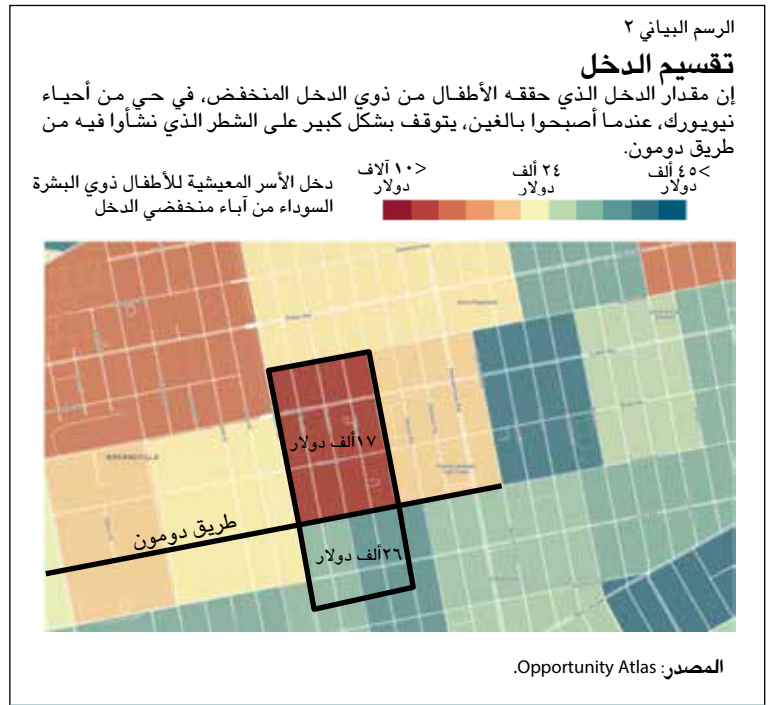 الرسم البياني ٢
تقسيم الدخل
إن مقدار الدخل الذي حققه الأطفال من ذوي الدخل المنخفض، في حي من أحياء
نيويورك، عندما أصبحوا بالغين، يتوقف بشكل كبير على الشطر الذي نشأوا فيه من
طريق دومون.
دخل الأسر المعيشية للأطفال ذوي البشرة
السوداء من آباء منخفضي الدخل
<١٠ آلاف
دولار
٢٤ ألف
دولار
>٤٥ ألف
دولار
١٧ألف دولار
BROWNSVILLE
طريق دومون
٢٦ألف دولار
المصدر: Opportunity Atlas.